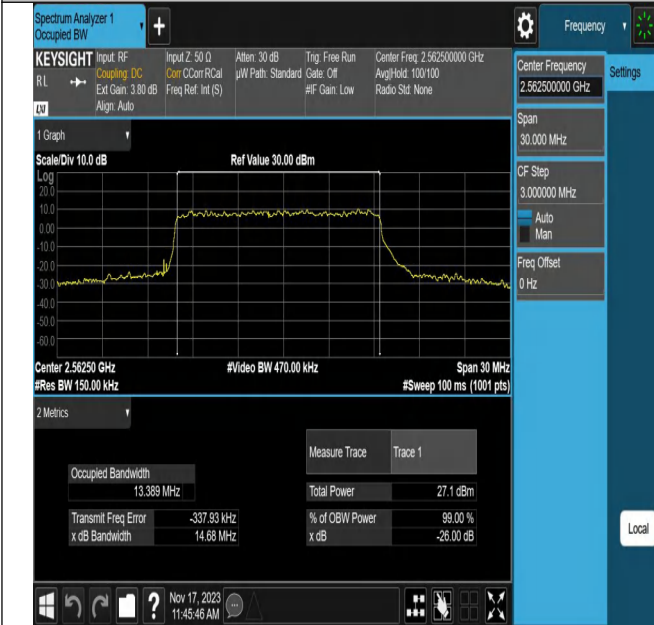 Spectrum Analyzer 1
Occupied BW
+
Frequency
KEYSIGHT
RL
LXI
Input: RF
Coupling: DC
Ext Gain: 3.80 dB
Align: Auto
Input Z: 50 Ω
Corr CCorr RCal
Freq Ref: Int (S)
Atten: 30 dB
µW Path: Standard
Trig: Free Run
Gate: Off
#IF Gain: Low
Center Freq: 2.562500000 GHz
Avg|Hold: 100/100
Radio Std: None
Center Frequency
2.562500000 GHz
Settings
Span
30.000 MHz
CF Step
3.000000 MHz
Auto
Man
Freq Offset
0 Hz
Local
1 Graph
Scale/Div 10.0 dB
Ref Value 30.00 dBm
Log
20.0
10.0
0.00
-10.0
-20.0
-30.0
-40.0
-50.0
-60.0
Center 2.56250 GHz
#Video BW 470.00 kHz
Span 30 MHz
#Res BW 150.00 kHz
#Sweep 100 ms (1001 pts)
2 Metrics
Measure Trace
Trace 1
Occupied Bandwidth
13.389 MHz
Total Power
27.1 dBm
Transmit Freq Error
-337.93 kHz
% of OBW Power
99.00 %
x dB Bandwidth
14.68 MHz
x dB
-26.00 dB
?
Nov 17, 2023
11:45:46 AM